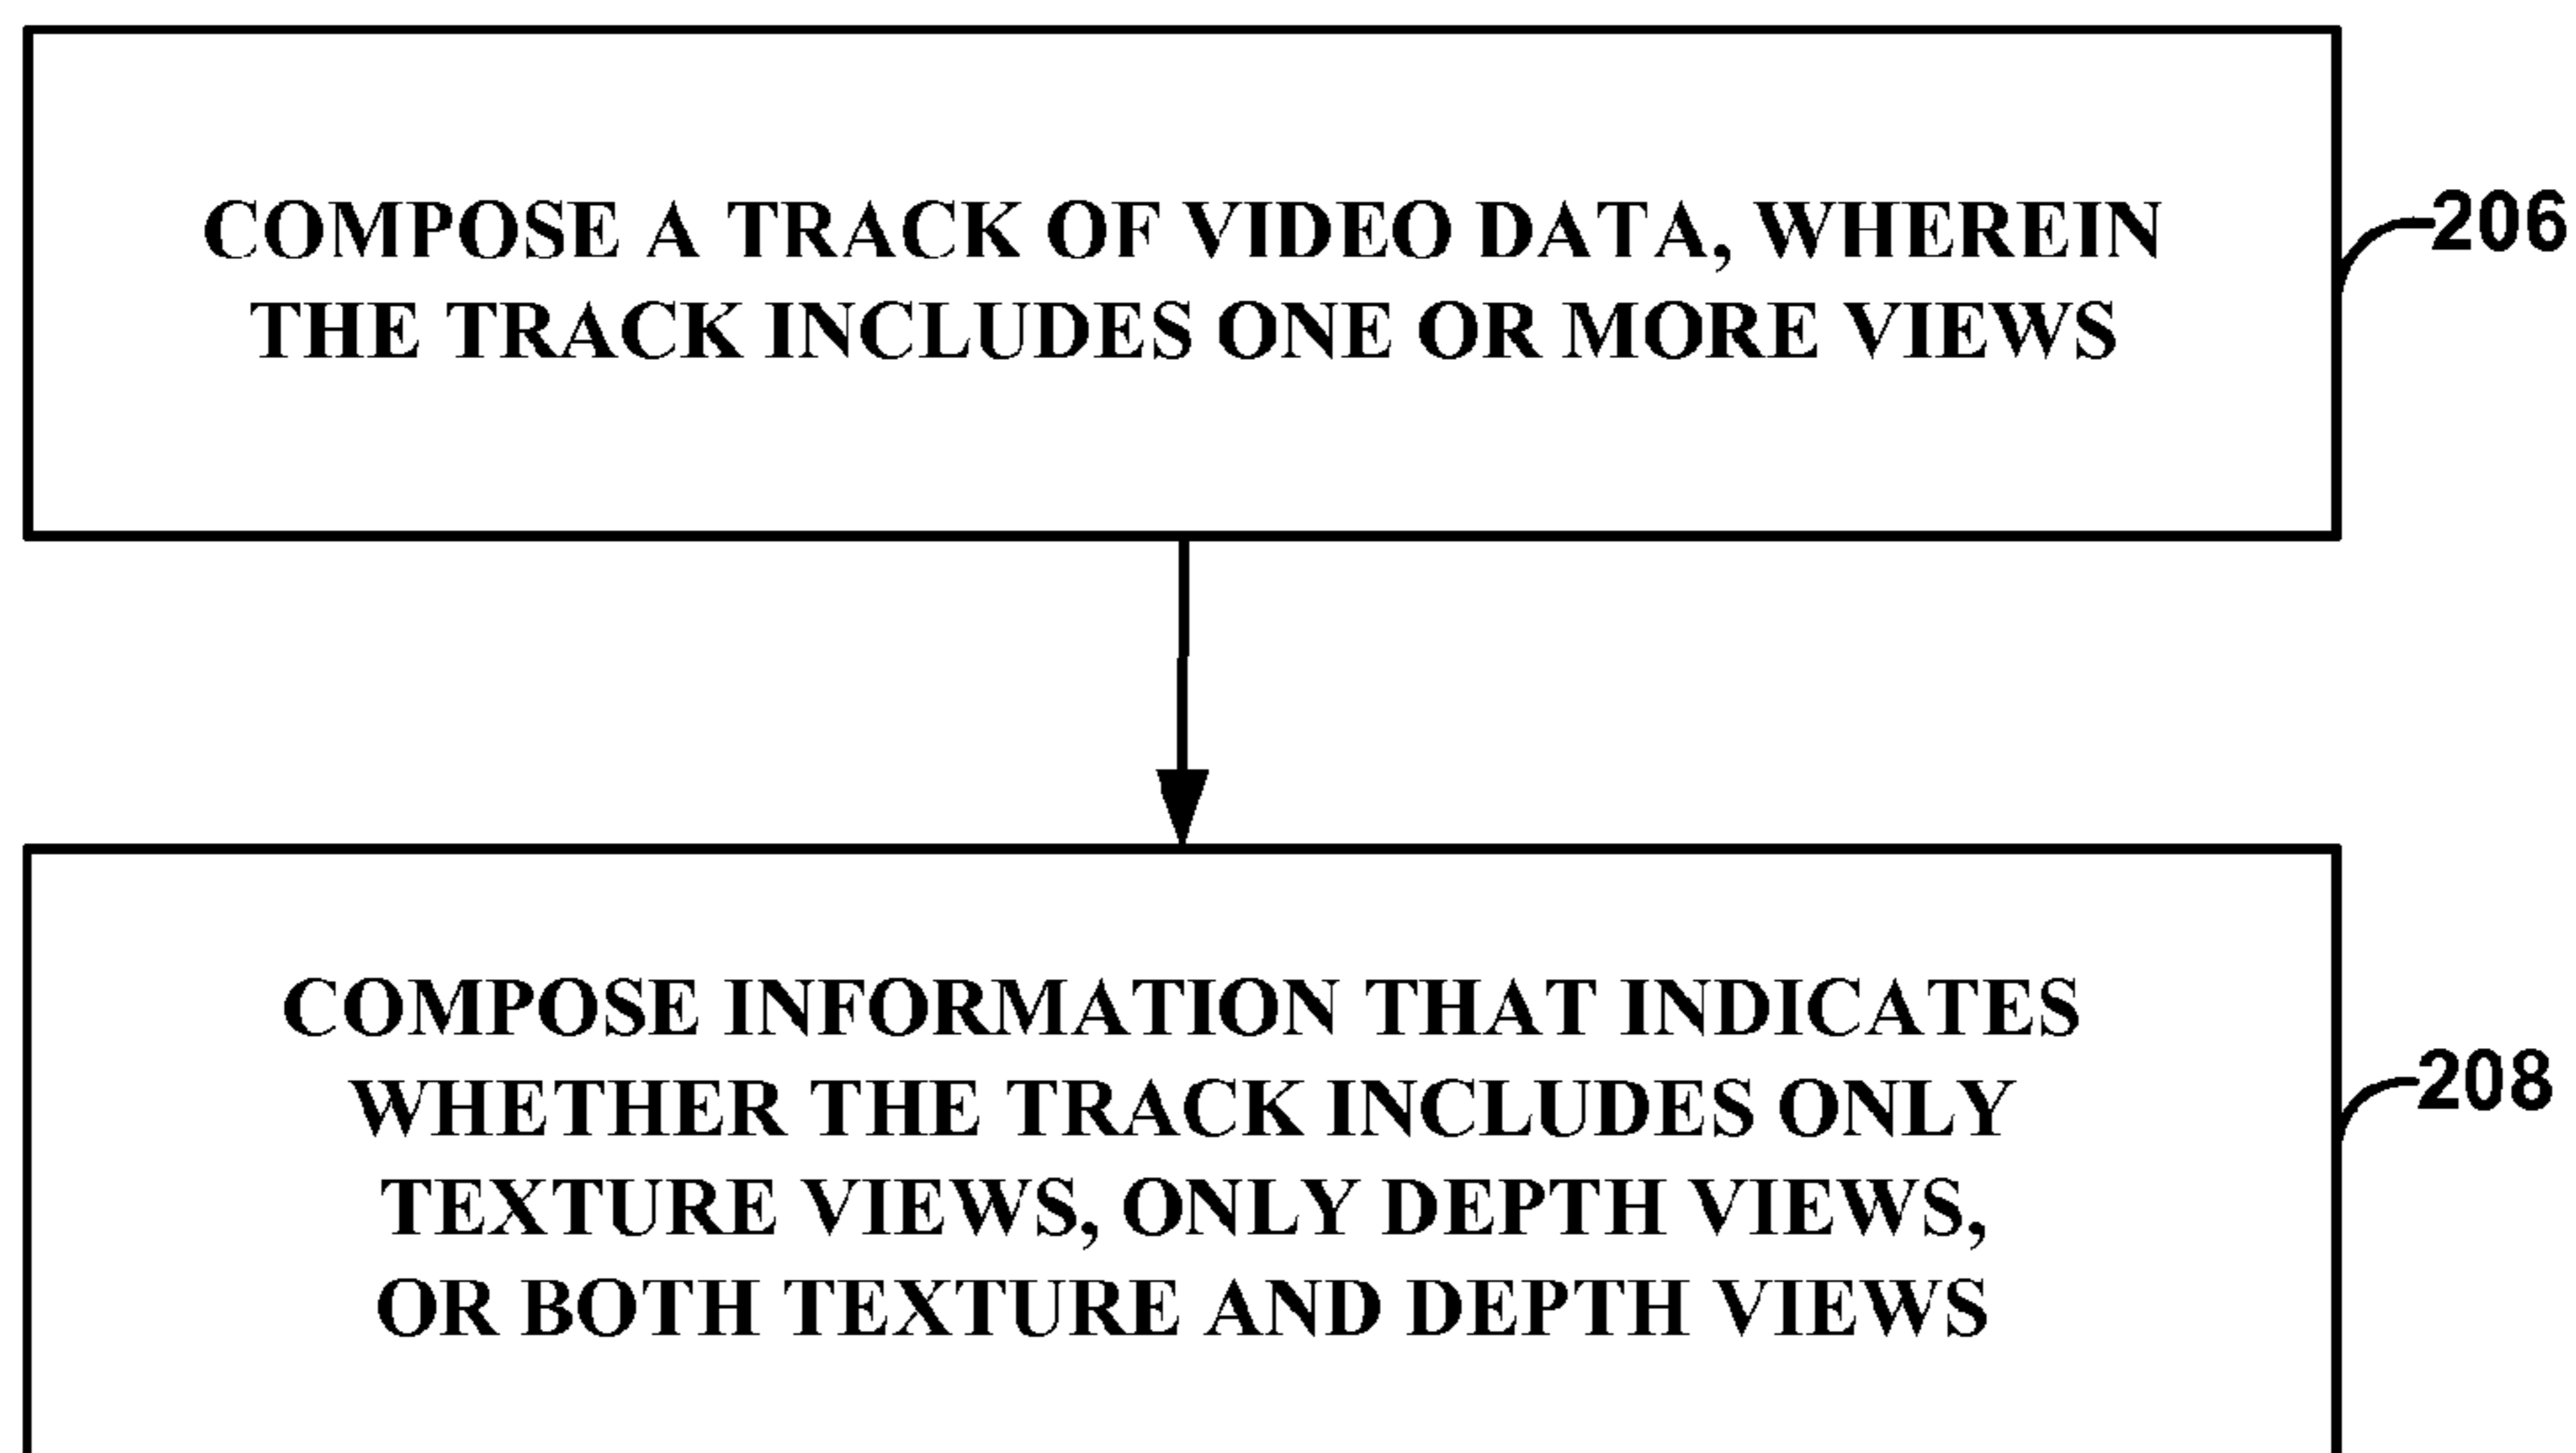 COMPOSE A TRACK OF VIDEO DATA, WHEREIN
THE TRACK INCLUDES ONE OR MORE VIEWS
206
COMPOSE INFORMATION THAT INDICATES
WHETHER THE TRACK INCLUDES ONLY
TEXTURE VIEWS, ONLY DEPTH VIEWS,
OR BOTH TEXTURE AND DEPTH VIEWS
208